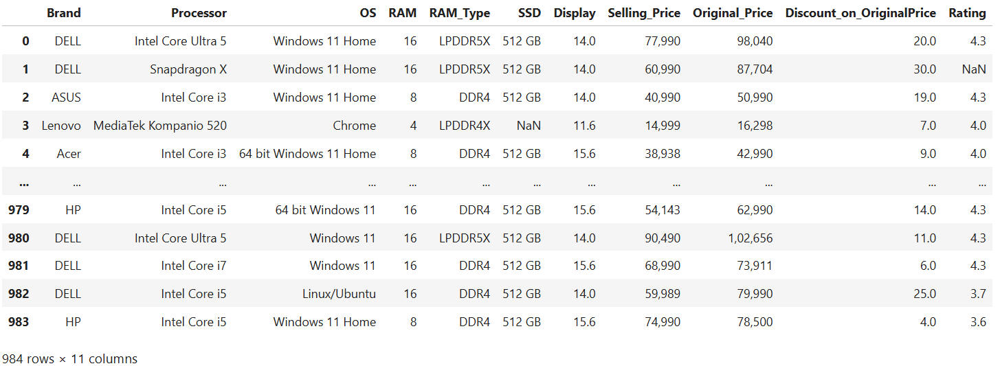 Brand Processor OS RAM RAM_Type SSD Display Selling_Price Original_Price Discount_on_OriginalPrice Rating
0 DELL Intel Core Ultra 5 Windows 11 Home 16 LPDDR5X 512 GB 14.0 77,990 98,040 20.0 4.3
1 DELL Snapdragon X Windows 11 Home 16 LPDDR5X 512 GB 14.0 60,990 87,704 30.0 NaN
2 ASUS Intel Core i3 Windows 11 Home 8 DDR4 512 GB 14.0 40,990 50,990 19.0 4.3
3 Lenovo MediaTek Kompanio 520 Chrome 4 LPDDR4X NaN 11.6 14,999 16,298 7.0 4.0
4 Acer Intel Core i3 64 bit Windows 11 Home 8 DDR4 512 GB 15.6 38,938 42,990 9.0 4.0
... ... ... ... ... ... ... ... ... ... ... ...
979 HP Intel Core i5 64 bit Windows 11 16 DDR4 512 GB 15.6 54,143 62,990 14.0 4.3
980 DELL Intel Core Ultra 5 Windows 11 16 LPDDR5X 512 GB 14.0 90,490 1,02,656 11.0 4.3
981 DELL Intel Core i7 Windows 11 16 DDR4 512 GB 15.6 68,990 73,911 6.0 4.3
982 DELL Intel Core i5 Linux/Ubuntu 16 DDR4 512 GB 14.0 59,989 79,990 25.0 3.7
983 HP Intel Core i5 Windows 11 Home 8 DDR4 512 GB 15.6 74,990 78,500 4.0 3.6
984 rows × 11 columns